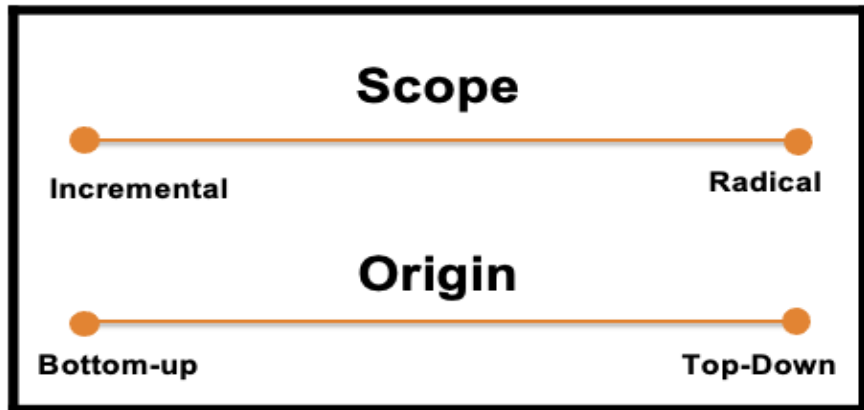 Scope
Incremental
Radical
Origin
Bottom-up
Top-Down